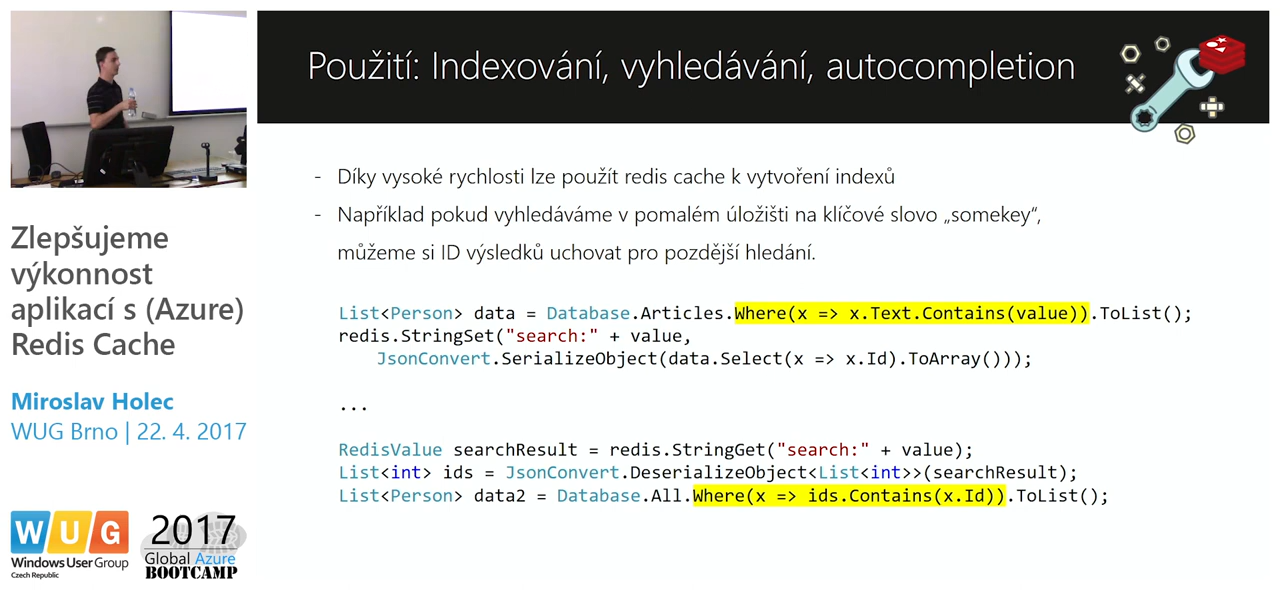 Použití: Indexování, vyhledávání, autocompletion
- Díky vysoké rychlosti lze použít redis cache k vytvoření indexů
- Například pokud vyhledáváme v pomalém úložišti na klíčové slovo „somekey“,
můžeme si ID výsledků uchovat pro pozdější hledání.
List<Person> data = Database.Articles.Where(x => x.Text.Contains(value)).ToList();
redis.StringSet("search:" + value,
JsonConvert.SerializeObject(data.Select(x => x.Id).ToArray()));
...
RedisValue searchResult = redis.StringGet("search:" + value);
List<int> ids = JsonConvert.DeserializeObject<List<int>>(searchResult);
List<Person> data2 = Database.All.Where(x => ids.Contains(x.Id)).ToList();
Zlepšujeme
výkonnost
aplikací s (Azure)
Redis Cache
Miroslav Holec
WUG Brno | 22. 4. 2017
WUG
Windows User Group
Czech Republic
2017
Global Azure
BOOTCAMP